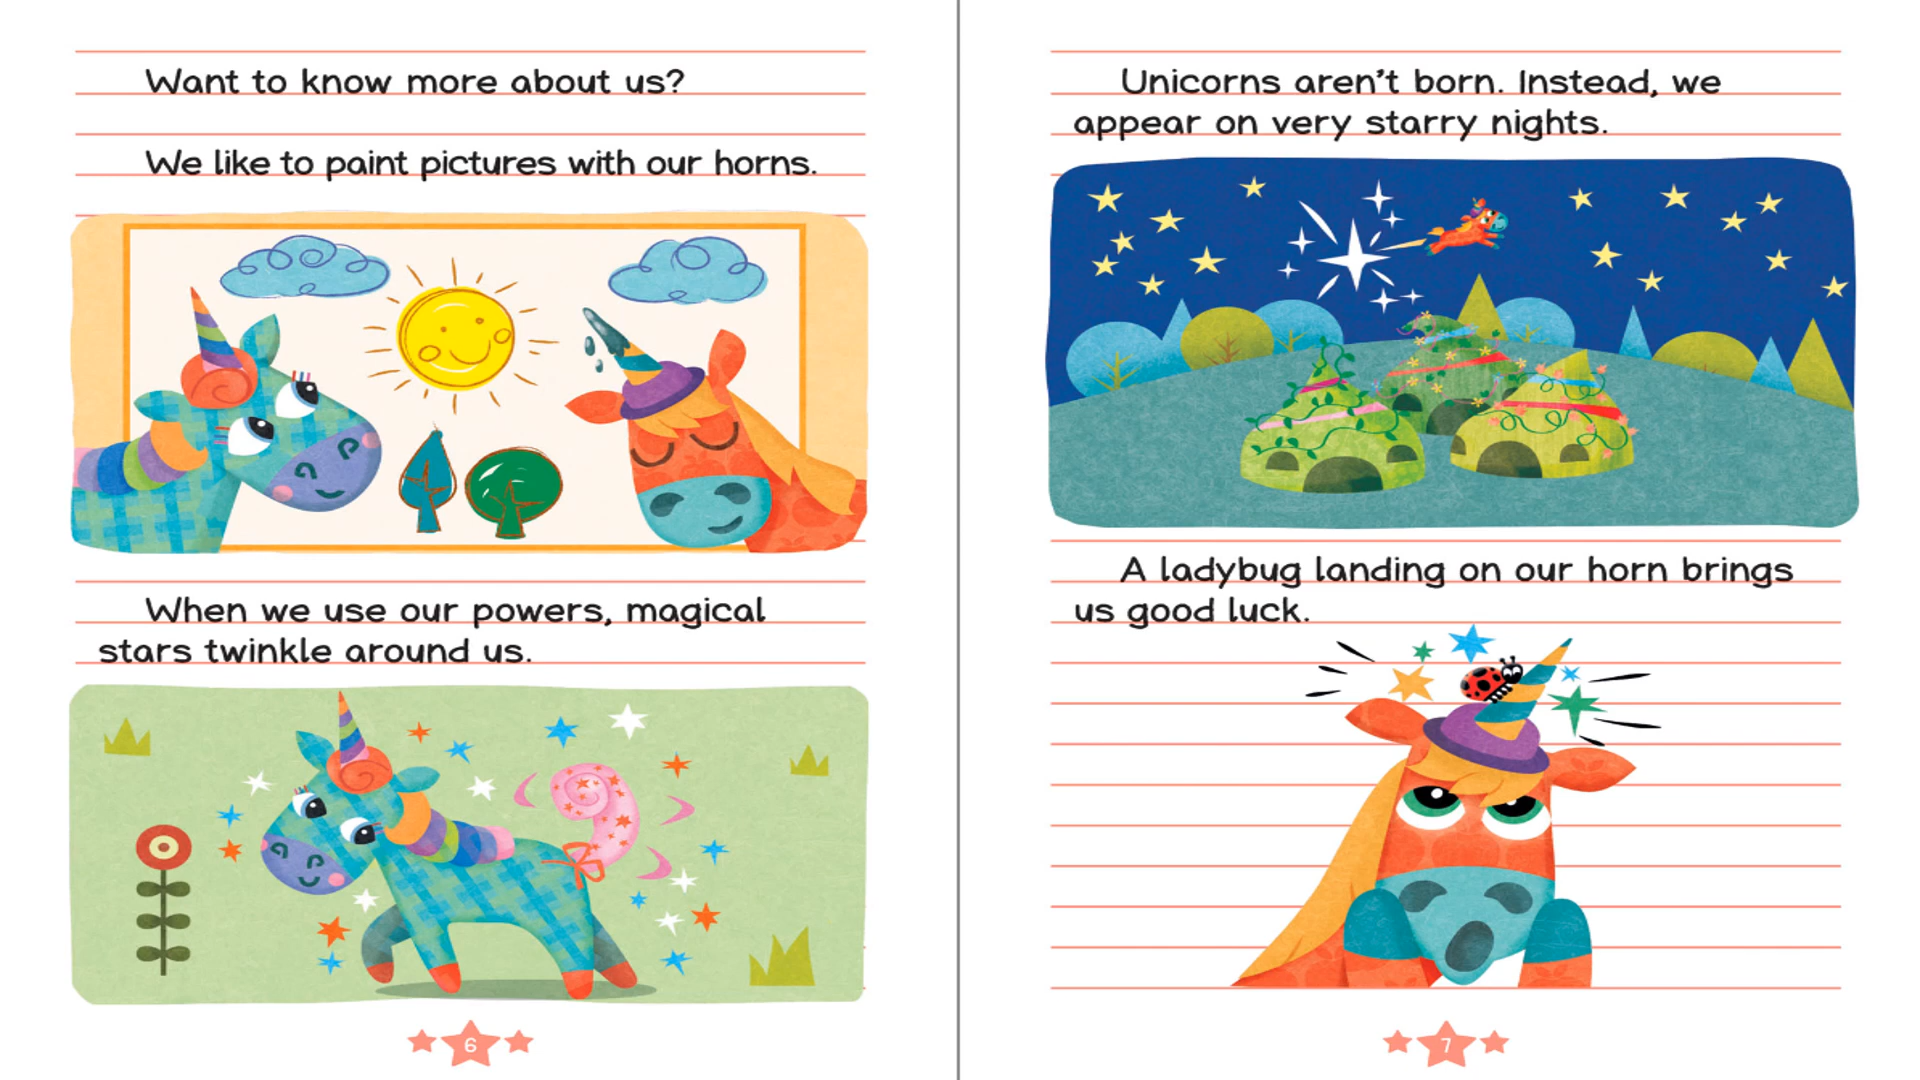 Want to know more about us?
We like to paint pictures with our horns.
When we use our powers, magical
stars twinkle around us.
6
Unicorns aren't born. Instead, we
appear on very starry nights.
A ladybug landing on our horn brings
us good luck.
7